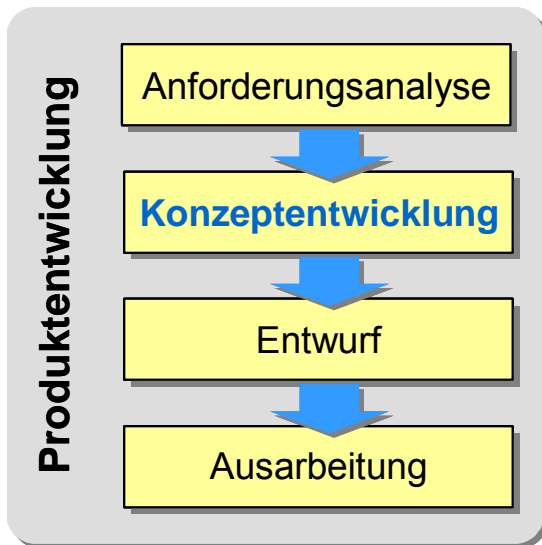 Produktentwicklung
Anforderungsanalyse
Konzeptentwicklung
Entwurf
Ausarbeitung